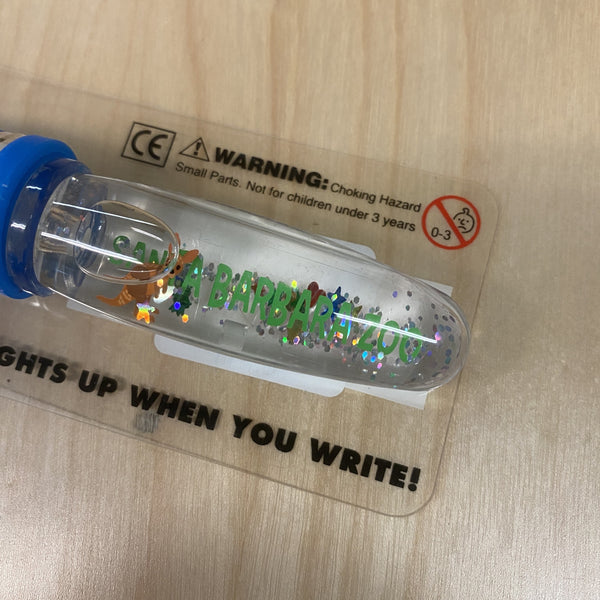 CE
WARNING: Choking Hazard
Small Parts. Not for children under 3 years
0-3
SANTA BARBARA ZOO
GHTS UP WHEN YOU WRITE!